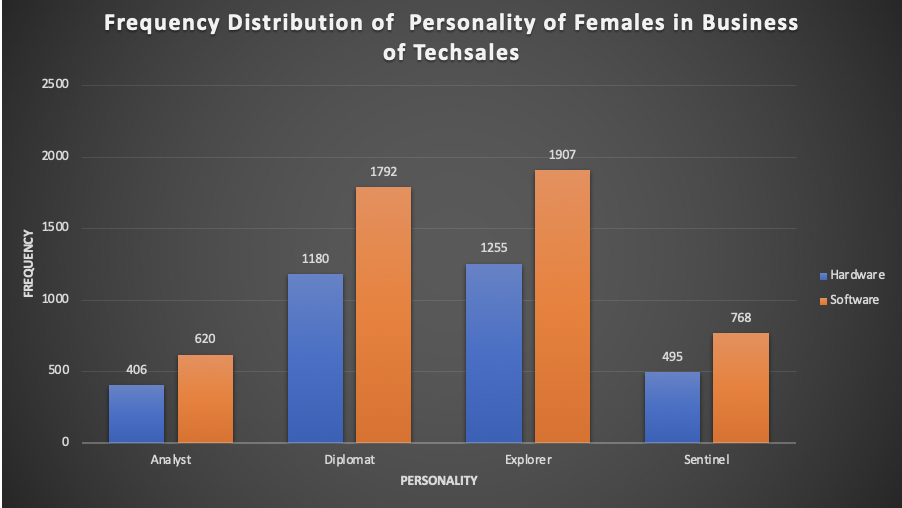 Frequency Distribution of Personality of Females in Business
of Techsales
2500
2000
1500
1000
500
0
FREQUENCY
406
620
1180
1792
1255
1907
495
768
Analyst
Diplomat
Explorer
Sentinel
PERSONALITY
Hardware
Software